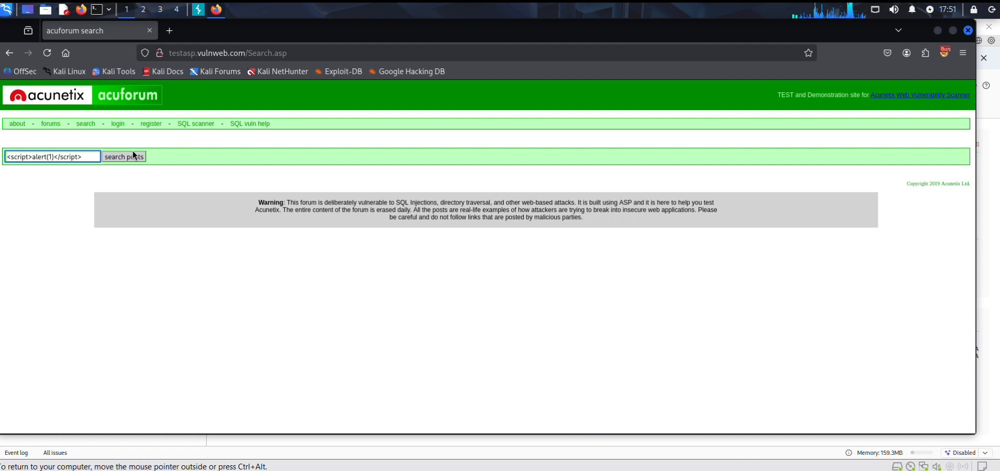 1 2 3 4 17:51
acuforum search
testasp.vulnweb.com/Search.asp
OffSec Kali Linux Kali Tools Kali Docs Kali Forums Kali NetHunter Exploit-DB Google Hacking DB
acunetix acuforum
TEST and Demonstration site for Acunetix Web Vulnerability Scanner
about - forums - search - login - register - SQL scanner - SQL vuln help
<script>alert(1)</script> search posts
Copyright 2019 Acunetix Ltd.
Warning: This forum is deliberately vulnerable to SQL Injections, directory traversal, and other web-based attacks. It is built using ASP and it is here to help you test
Acunetix. The entire content of the forum is erased daily. All the posts are real-life examples of how attackers are trying to break into insecure web applications. Please
be careful and do not follow links that are posted by malicious parties.
Event log All issues Memory: 159.3MB Disabled
To return to your computer, move the mouse pointer outside or press Ctrl+Alt.